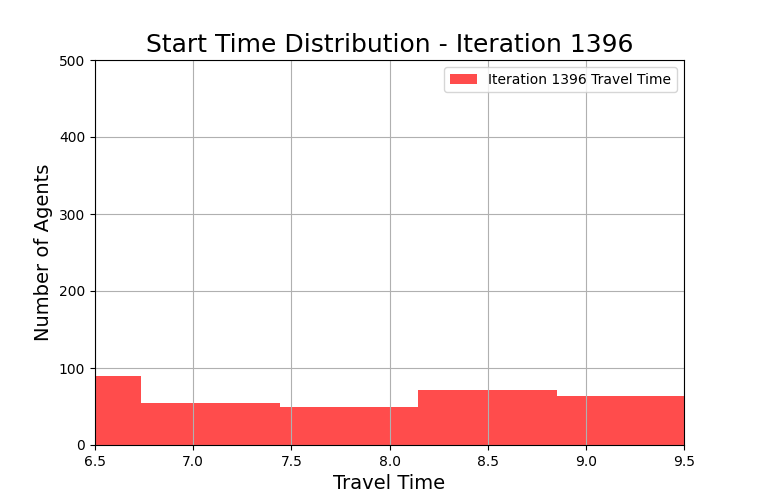 Start Time Distribution - Iteration 1396
500
Iteration 1396 Travel Time
400
300
200
100
0
Number of Agents
6.5 7.0 7.5 8.0 8.5 9.0 9.5
Travel Time